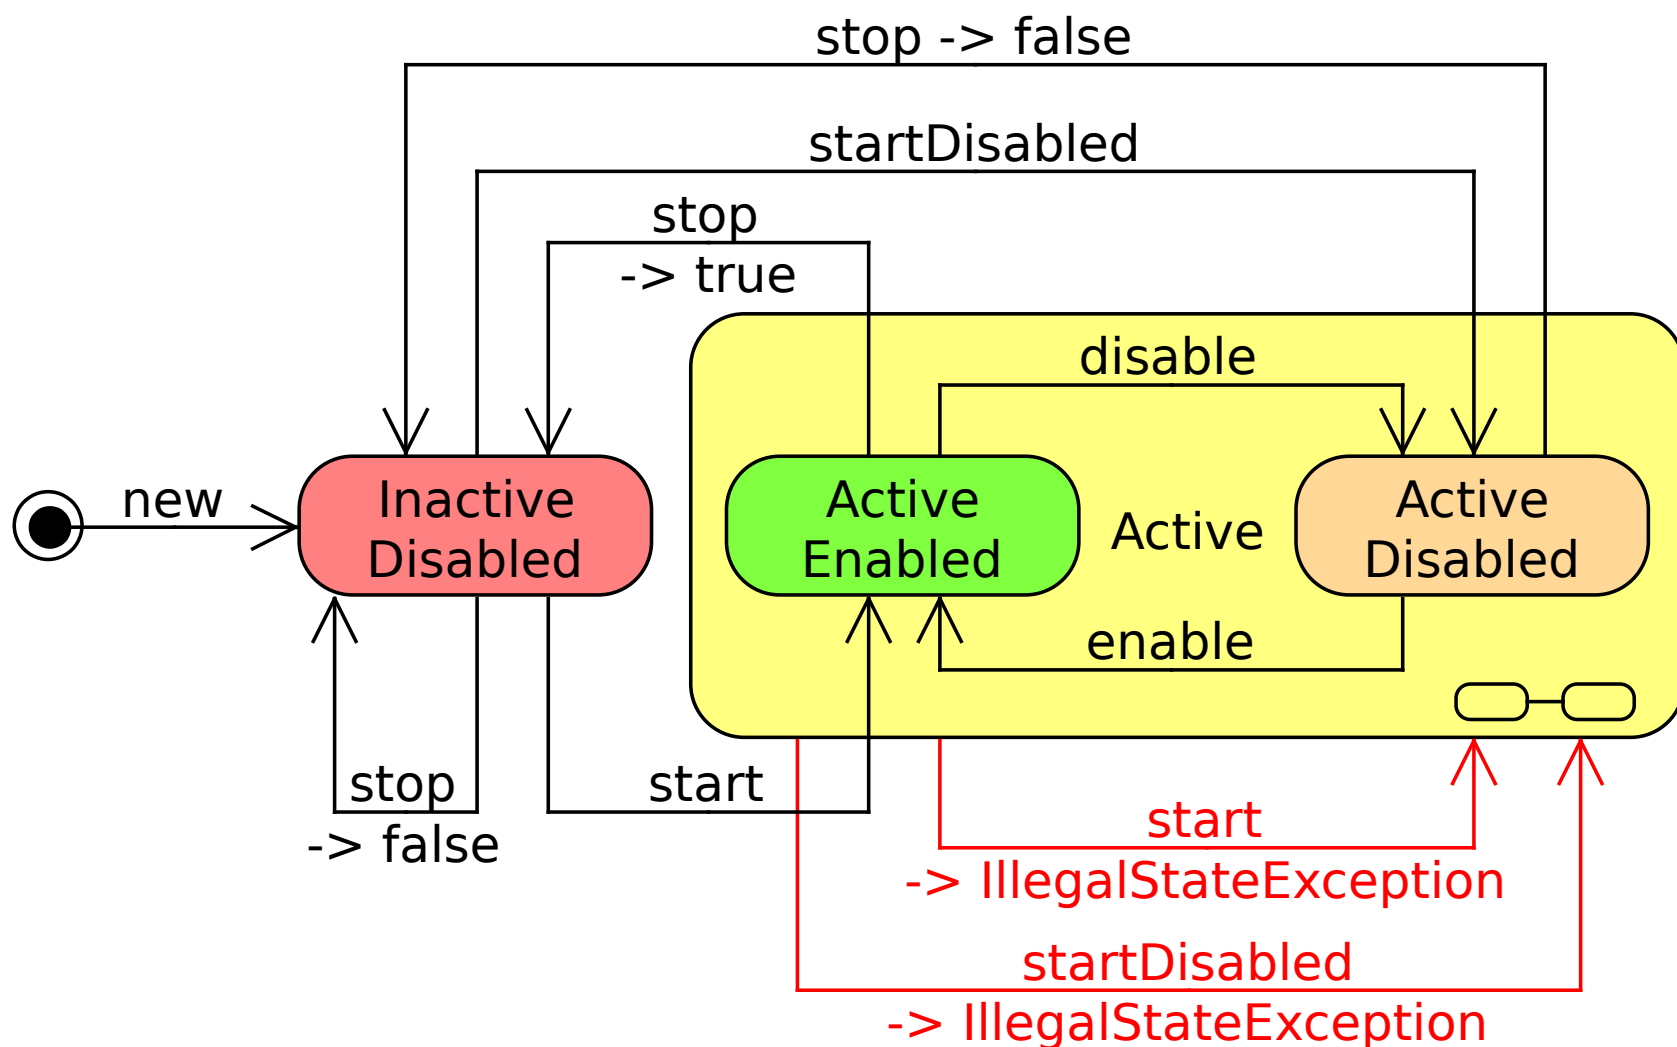 stop -> false
startDisabled
stop
-> true
disable
new
Inactive
Disabled
Active
Enabled
Active
Active
Disabled
enable
stop
-> false
start
start
-> IllegalStateException
startDisabled
-> IllegalStateException